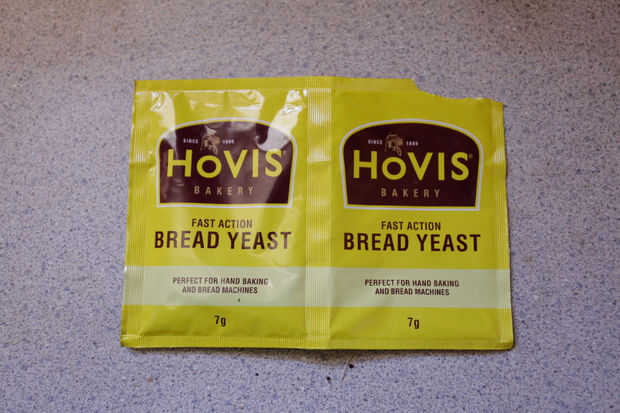 SINCE 1886
HOVIS®
BAKERY
FAST ACTION
BREAD YEAST
PERFECT FOR HAND BAKING
AND BREAD MACHINES
7g
SINCE 1886
HOVIS®
BAKERY
FAST ACTION
BREAD YEAST
PERFECT FOR HAND BAKING
AND BREAD MACHINES
7g